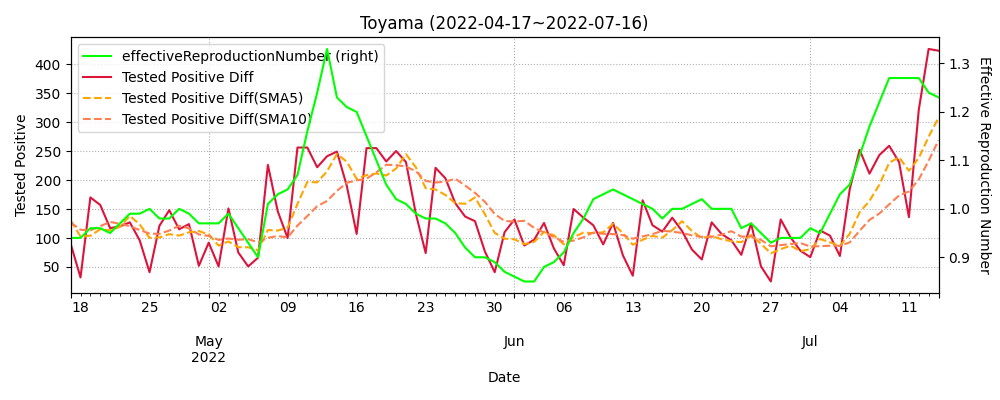 Toyama (2022-04-17~2022-07-16)
effectiveReproductionNumber (right)
Tested Positive Diff
Tested Positive Diff(SMA5)
Tested Positive Diff(SMA10)
Tested Positive
400
350
300
250
200
150
100
50
1.3
1.2
1.1
1.0
0.9
Effective Reproduction Number
18 25 02 09 16 23 30 06 13 20 27 04 11
May Jun Jul
2022
Date